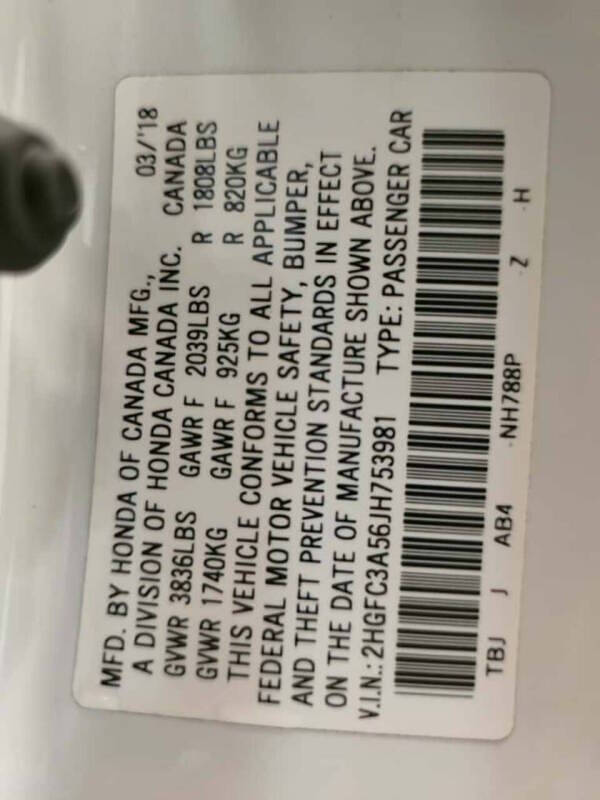 MFD. BY HONDA OF CANADA MFG., 03/'18
A DIVISION OF HONDA CANADA INC. CANADA
GVWR 3836LBS GAWR F 2039LBS R 1808LBS
GVWR 1740KG GAWR F 925KG R 820KG
THIS VEHICLE CONFORMS TO ALL APPLICABLE
FEDERAL MOTOR VEHICLE SAFETY, BUMPER,
AND THEFT PREVENTION STANDARDS IN EFFECT
ON THE DATE OF MANUFACTURE SHOWN ABOVE.
V.I.N.:2HGFC3A56JH753981 TYPE: PASSENGER CAR
TBJ J AB4 -NH788P -Z -H